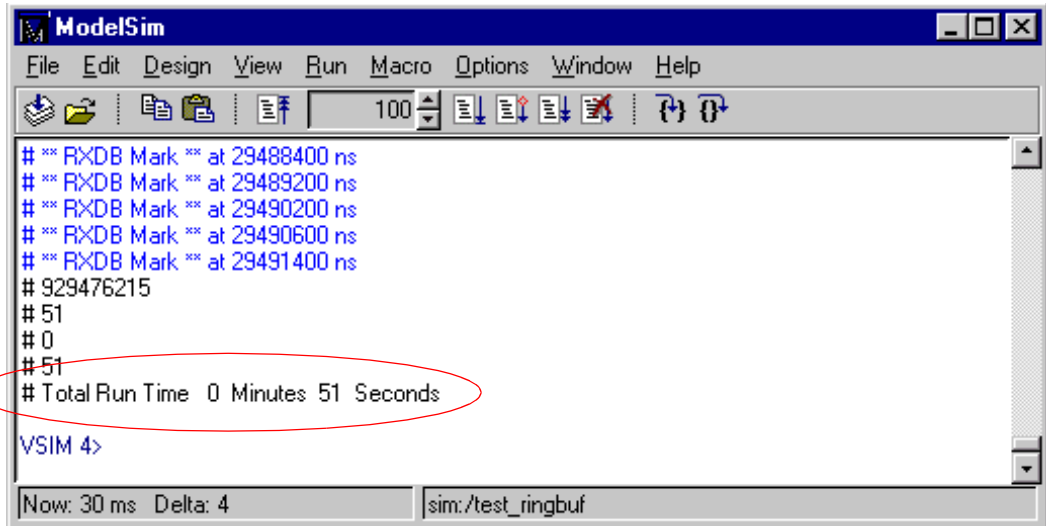 ModelSim
File Edit Design View Run Macro Options Window Help
100
# ** RXDB Mark ** at 29488400 ns
# ** RXDB Mark ** at 29489200 ns
# ** RXDB Mark ** at 29490200 ns
# ** RXDB Mark ** at 29490600 ns
# ** RXDB Mark ** at 29491400 ns
# 929476215
# 51
# 0
# 51
# Total Run Time 0 Minutes 51 Seconds
VSIM 4>
Now: 30 ms Delta: 4 sim:/test_ringbuf